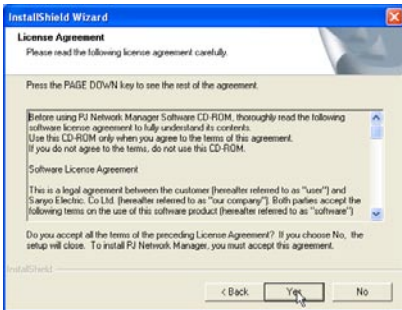 InstallShield Wizard
License Agreement
Please read the following license agreement carefully.
Press the PAGE DOWN key to see the rest of the agreement.
Before using PJ Network Manager Software CD-ROM, thoroughly read the following
software license agreement to fully understand its contents.
Use this CD-ROM only when you agree to the terms of this agreement.
If you do not agree to the terms, do not use this CD-ROM.
Software License Agreement
This is a legal agreement between the customer (hereafter referred to as "user") and
Sanyo Electric. Co Ltd. (hereafter referred to as "our company"). Both parties accept the
following terms on the use of this software product (hereafter referred to as "software")
Do you accept all the terms of the preceding License Agreement? If you choose No, the
setup will close. To install PJ Network Manager, you must accept this agreement.
InstallShield
< Back Yes No